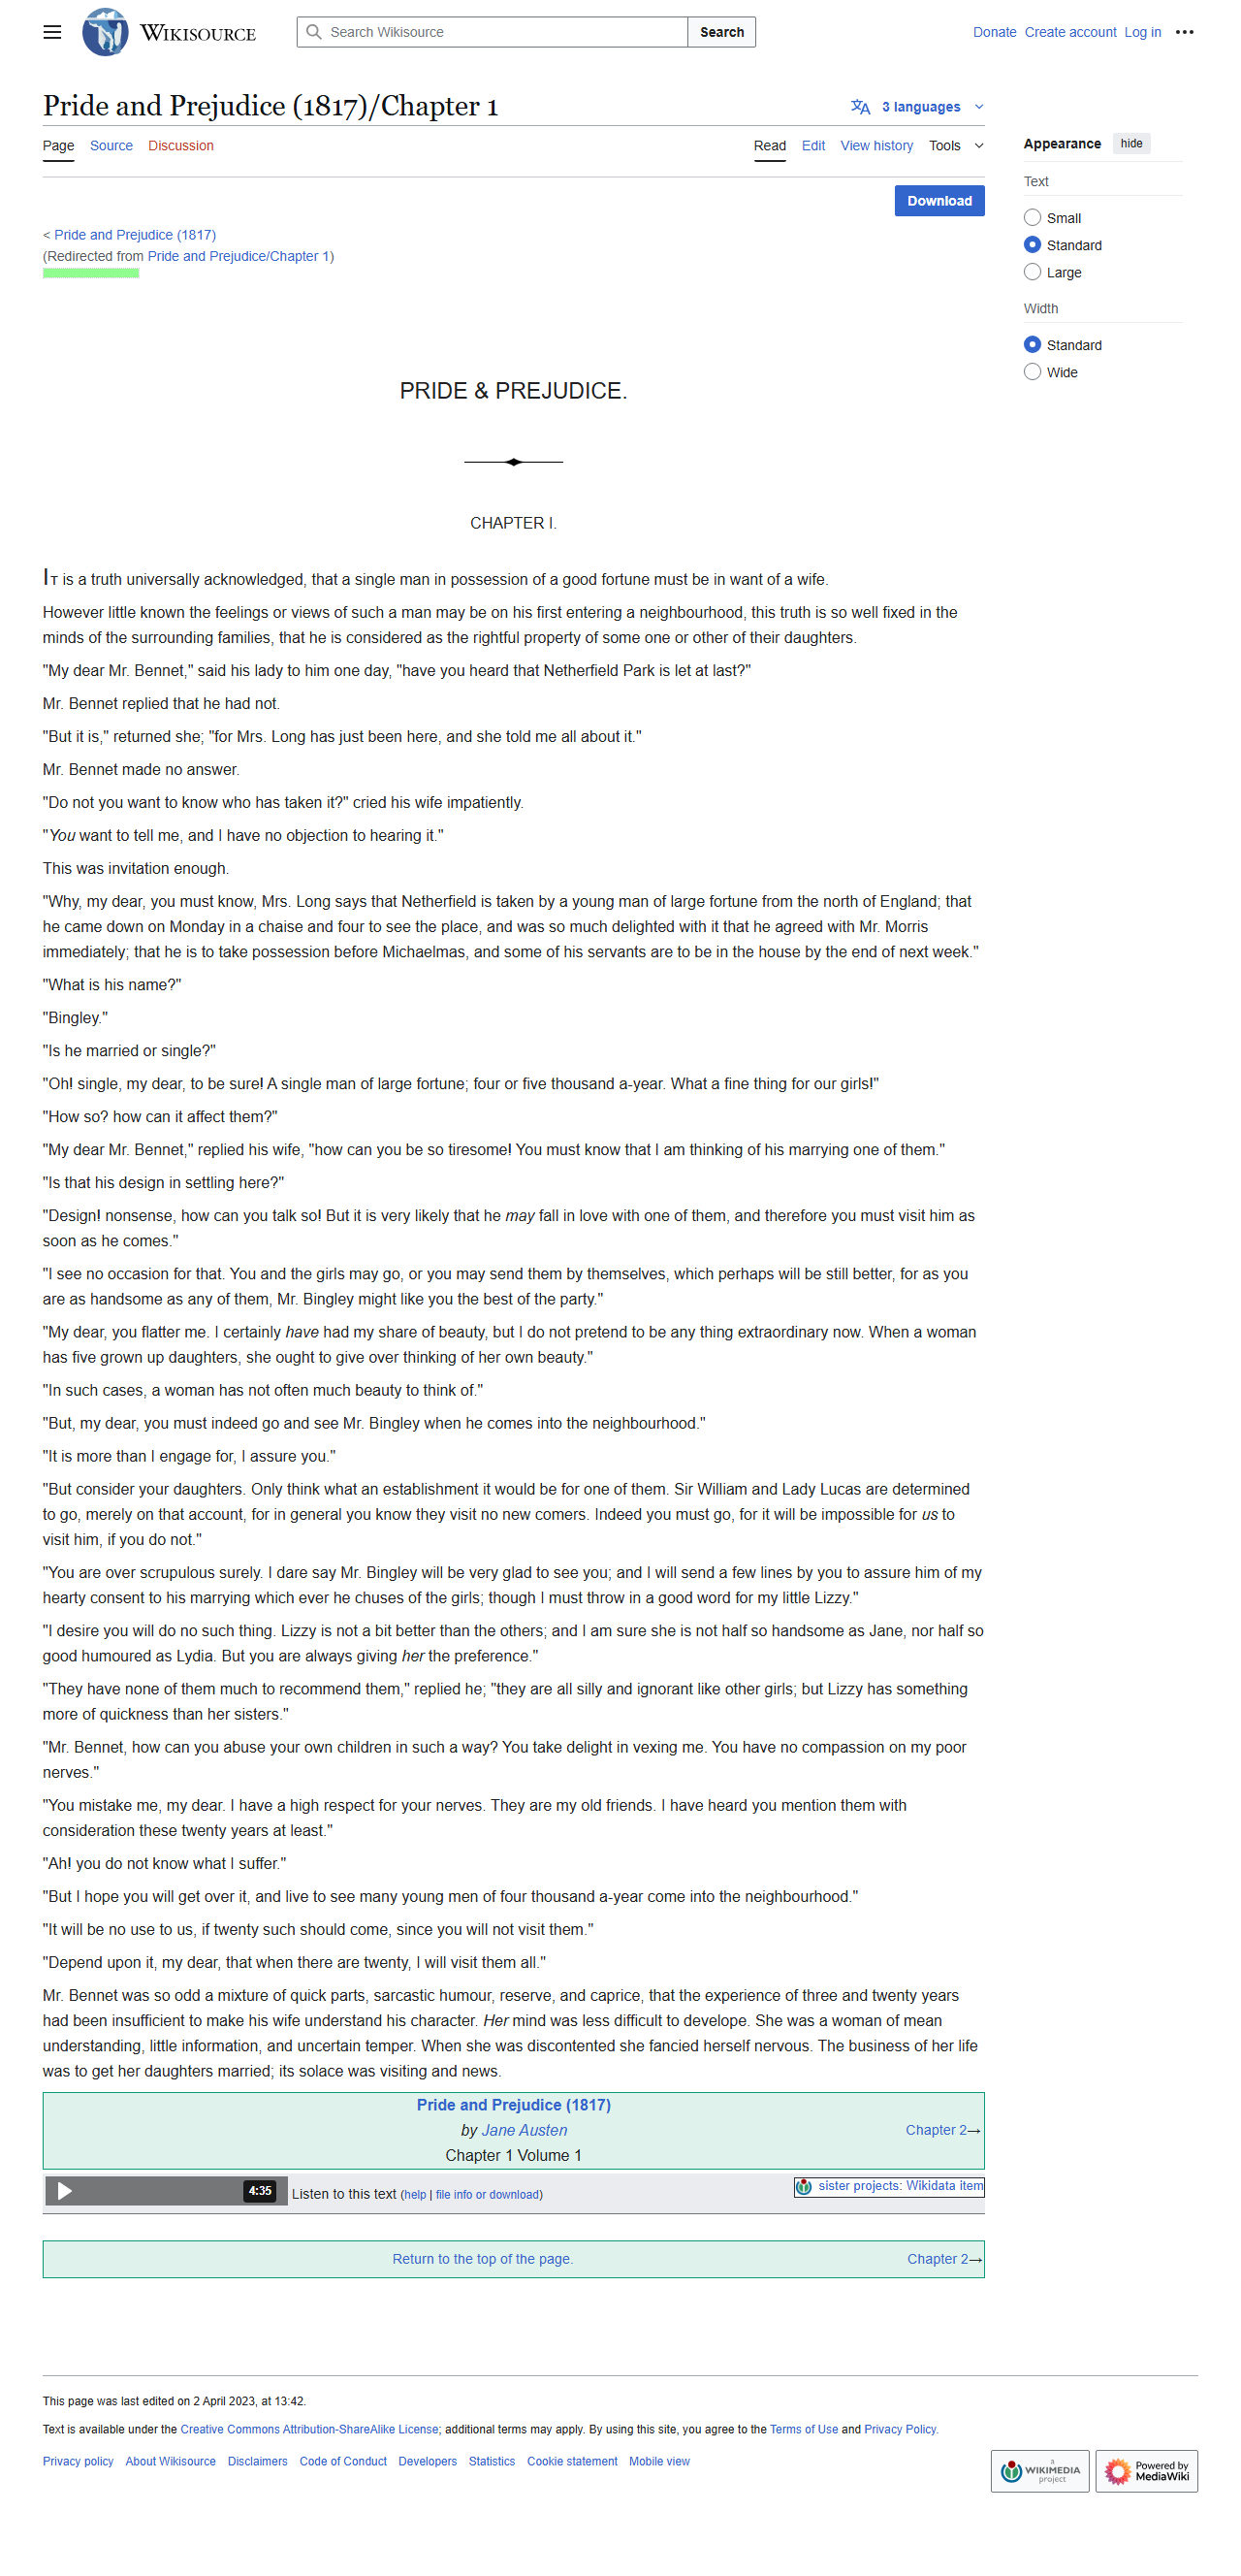 WIKISOURCE
Search Wikisource
Search
Donate Create account Log in
Pride and Prejudice (1817)/Chapter 1
3 languages
Page Source Discussion
Read Edit View history Tools
Appearance hide
Text
Small
Standard
Large
Width
Standard
Wide
Download
< Pride and Prejudice (1817)
(Redirected from Pride and Prejudice/Chapter 1)
PRIDE & PREJUDICE.
CHAPTER I.
IT is a truth universally acknowledged, that a single man in possession of a good fortune must be in want of a wife.
However little known the feelings or views of such a man may be on his first entering a neighbourhood, this truth is so well fixed in the
minds of the surrounding families, that he is considered as the rightful property of some one or other of their daughters.
"My dear Mr. Bennet," said his lady to him one day, "have you heard that Netherfield Park is let at last?"
Mr. Bennet replied that he had not.
"But it is," returned she; "for Mrs. Long has just been here, and she told me all about it."
Mr. Bennet made no answer.
"Do not you want to know who has taken it?" cried his wife impatiently.
"You want to tell me, and I have no objection to hearing it."
This was invitation enough.
"Why, my dear, you must know, Mrs. Long says that Netherfield is taken by a young man of large fortune from the north of England; that
he came down on Monday in a chaise and four to see the place, and was so much delighted with it that he agreed with Mr. Morris
immediately; that he is to take possession before Michaelmas, and some of his servants are to be in the house by the end of next week."
"What is his name?"
"Bingley."
"Is he married or single?"
"Oh! single, my dear, to be sure! A single man of large fortune; four or five thousand a-year. What a fine thing for our girls!"
"How so? how can it affect them?"
"My dear Mr. Bennet," replied his wife, "how can you be so tiresome! You must know that I am thinking of his marrying one of them."
"Is that his design in settling here?"
"Design! nonsense, how can you talk so! But it is very likely that he may fall in love with one of them, and therefore you must visit him as
soon as he comes."
"I see no occasion for that. You and the girls may go, or you may send them by themselves, which perhaps will be still better, for as you
are as handsome as any of them, Mr. Bingley might like you the best of the party."
"My dear, you flatter me. I certainly have had my share of beauty, but I do not pretend to be any thing extraordinary now. When a woman
has five grown up daughters, she ought to give over thinking of her own beauty."
"In such cases, a woman has not often much beauty to think of."
"But, my dear, you must indeed go and see Mr. Bingley when he comes into the neighbourhood."
"It is more than I engage for, I assure you."
"But consider your daughters. Only think what an establishment it would be for one of them. Sir William and Lady Lucas are determined
to go, merely on that account, for in general you know they visit no new comers. Indeed you must go, for it will be impossible for us to
visit him, if you do not."
"You are over scrupulous surely. I dare say Mr. Bingley will be very glad to see you; and I will send a few lines by you to assure him of my
hearty consent to his marrying which ever he chuses of the girls; though I must throw in a good word for my little Lizzy."
"I desire you will do no such thing. Lizzy is not a bit better than the others; and I am sure she is not half so handsome as Jane, nor half so
good humoured as Lydia. But you are always giving her the preference."
"They have none of them much to recommend them," replied he; "they are all silly and ignorant like other girls; but Lizzy has something
more of quickness than her sisters."
"Mr. Bennet, how can you abuse your own children in such a way? You take delight in vexing me. You have no compassion on my poor
nerves."
"You mistake me, my dear. I have a high respect for your nerves. They are my old friends. I have heard you mention them with
consideration these twenty years at least."
"Ah! you do not know what I suffer."
"But I hope you will get over it, and live to see many young men of four thousand a-year come into the neighbourhood."
"It will be no use to us, if twenty such should come, since you will not visit them."
"Depend upon it, my dear, that when there are twenty, I will visit them all."
Mr. Bennet was so odd a mixture of quick parts, sarcastic humour, reserve, and caprice, that the experience of three and twenty years
had been insufficient to make his wife understand his character. Her mind was less difficult to develope. She was a woman of mean
understanding, little information, and uncertain temper. When she was discontented she fancied herself nervous. The business of her life
was to get her daughters married; its solace was visiting and news.
Pride and Prejudice (1817)
by Jane Austen
Chapter 2→
Chapter 1 Volume 1
4:35
Listen to this text (help | file info or download)
sister projects: Wikidata item
Return to the top of the page.
Chapter 2→
This page was last edited on 2 April 2023, at 13:42.
Text is available under the Creative Commons Attribution-ShareAlike License; additional terms may apply. By using this site, you agree to the Terms of Use and Privacy Policy.
Privacy policy About Wikisource Disclaimers Code of Conduct Developers Statistics Cookie statement Mobile view
a
WIKIMEDIA
project
Powered by
MediaWiki